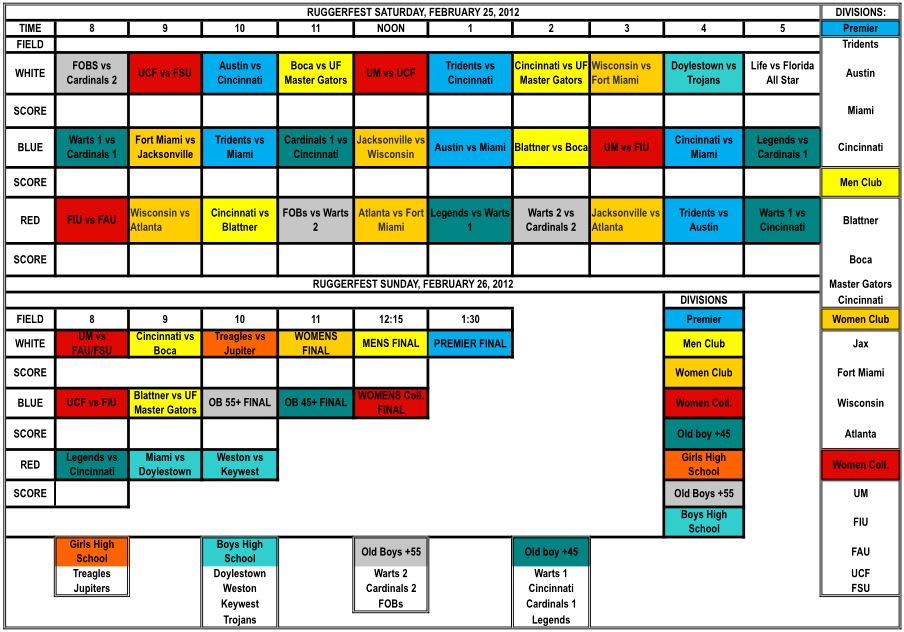 RUGGERFEST SATURDAY, FEBRUARY 25, 2012 DIVISIONS:
TIME 8 9 10 11 NOON 1 2 3 4 5 Premier
FIELD Tridents
WHITE FOBS vs Cardinals 2 UCF vs FSU Austin vs Cincinnati Boca vs UF Master Gators UM vs UCF Tridents vs Cincinnati Cincinnati vs UF Master Gators Wisconsin vs Fort Miami Doylestown vs Trojans Life vs Florida All Star Austin
SCORE Miami
BLUE Warts 1 vs Cardinals 1 Fort Miami vs Jacksonville Tridents vs Miami Cardinals 1 vs Cincinnati Jacksonville vs Wisconsin Austin vs Miami Blattner vs Boca UM vs FIU Cincinnati vs Miami Legends vs Cardinals 1 Cincinnati
SCORE Men Club
RED FIU vs FAU Wisconsin vs Atlanta Cincinnati vs Blattner FOBs vs Warts 2 Atlanta vs Fort Miami Legends vs Warts 1 Warts 2 vs Cardinals 2 Jacksonville vs Atlanta Tridents vs Austin Warts 1 vs Cincinnati Blattner
SCORE Boca
RUGGERFEST SUNDAY, FEBRUARY 26, 2012 Master Gators
DIVISIONS Cincinnati
FIELD 8 9 10 11 12:15 1:30 Premier Women Club
WHITE UM vs FAU/FSU Cincinnati vs Boca Treagles vs Jupiter WOMENS FINAL MENS FINAL PREMIER FINAL Men Club Jax
SCORE Women Club Fort Miami
BLUE UCF vs FIU Blattner vs UF Master Gators OB 55+ FINAL OB 45+ FINAL WOMENS Coll. FINAL Women Coll. Wisconsin
SCORE Old boy +45 Atlanta
RED Legends vs Cincinnati Miami vs Doylestown Weston vs Keywest Girls High School Women Coll.
SCORE Old Boys +55 UM
Boys High School FIU
Girls High School Boys High School Old Boys +55 Old boy +45 FAU
Treagles Doylestown Warts 2 Warts 1 UCF
Jupiters Weston Cardinals 2 Cincinnati FSU
Keywest FOBs Cardinals 1
Trojans Legends